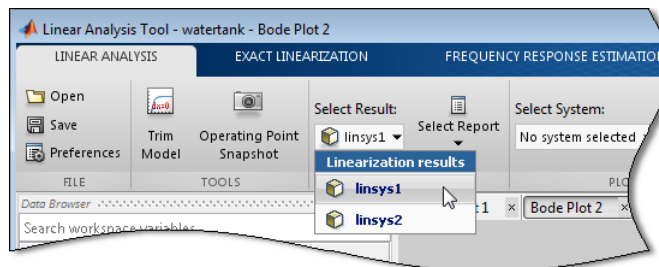 Linear Analysis Tool - watertank - Bode Plot 2
LINEAR ANALYSIS
EXACT LINEARIZATION
FREQUENCY RESPONSE ESTIMATION
Open
Save
Preferences
FILE
Trim Model
Operating Point Snapshot
TOOLS
Select Result:
linsys1
Select Report
Select System:
No system selected
Linearization results
linsys1
linsys2
Data Browser
Search workspace variables
1
Bode Plot 2